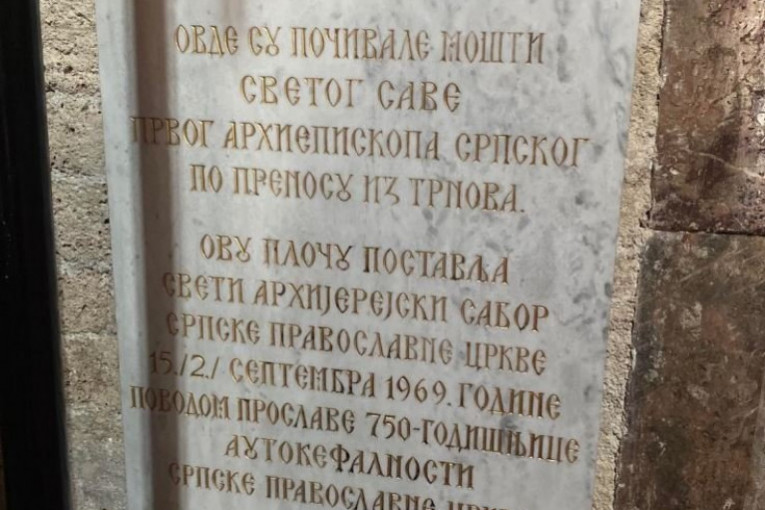 ОВДЕ СУ ПОЧИВАЛЕ МОШТИ
СВЕТОГ САВЕ
ПРВОГ АРХИЕПИСКОПА СРПСКОГ
ПО ПРЕНОСУ ИЗ ТРНОВА.
ОВУ ПЛОЧУ ПОСТАВЉА
СВЕТИ АРХИЈЕРЕЈСКИ САБОР
СРПСКЕ ПРАВОСЛАВНЕ ЦРКВЕ
15./2./ СЕПТЕМБРА 1969. ГОДИНЕ
ПОВОДОМ ПРОСЛАВЕ 750-ГОДИШЊИЦЕ
АУТОКЕФАЛНОСТИ
СРПСКЕ ПРАВОСЛАВНЕ